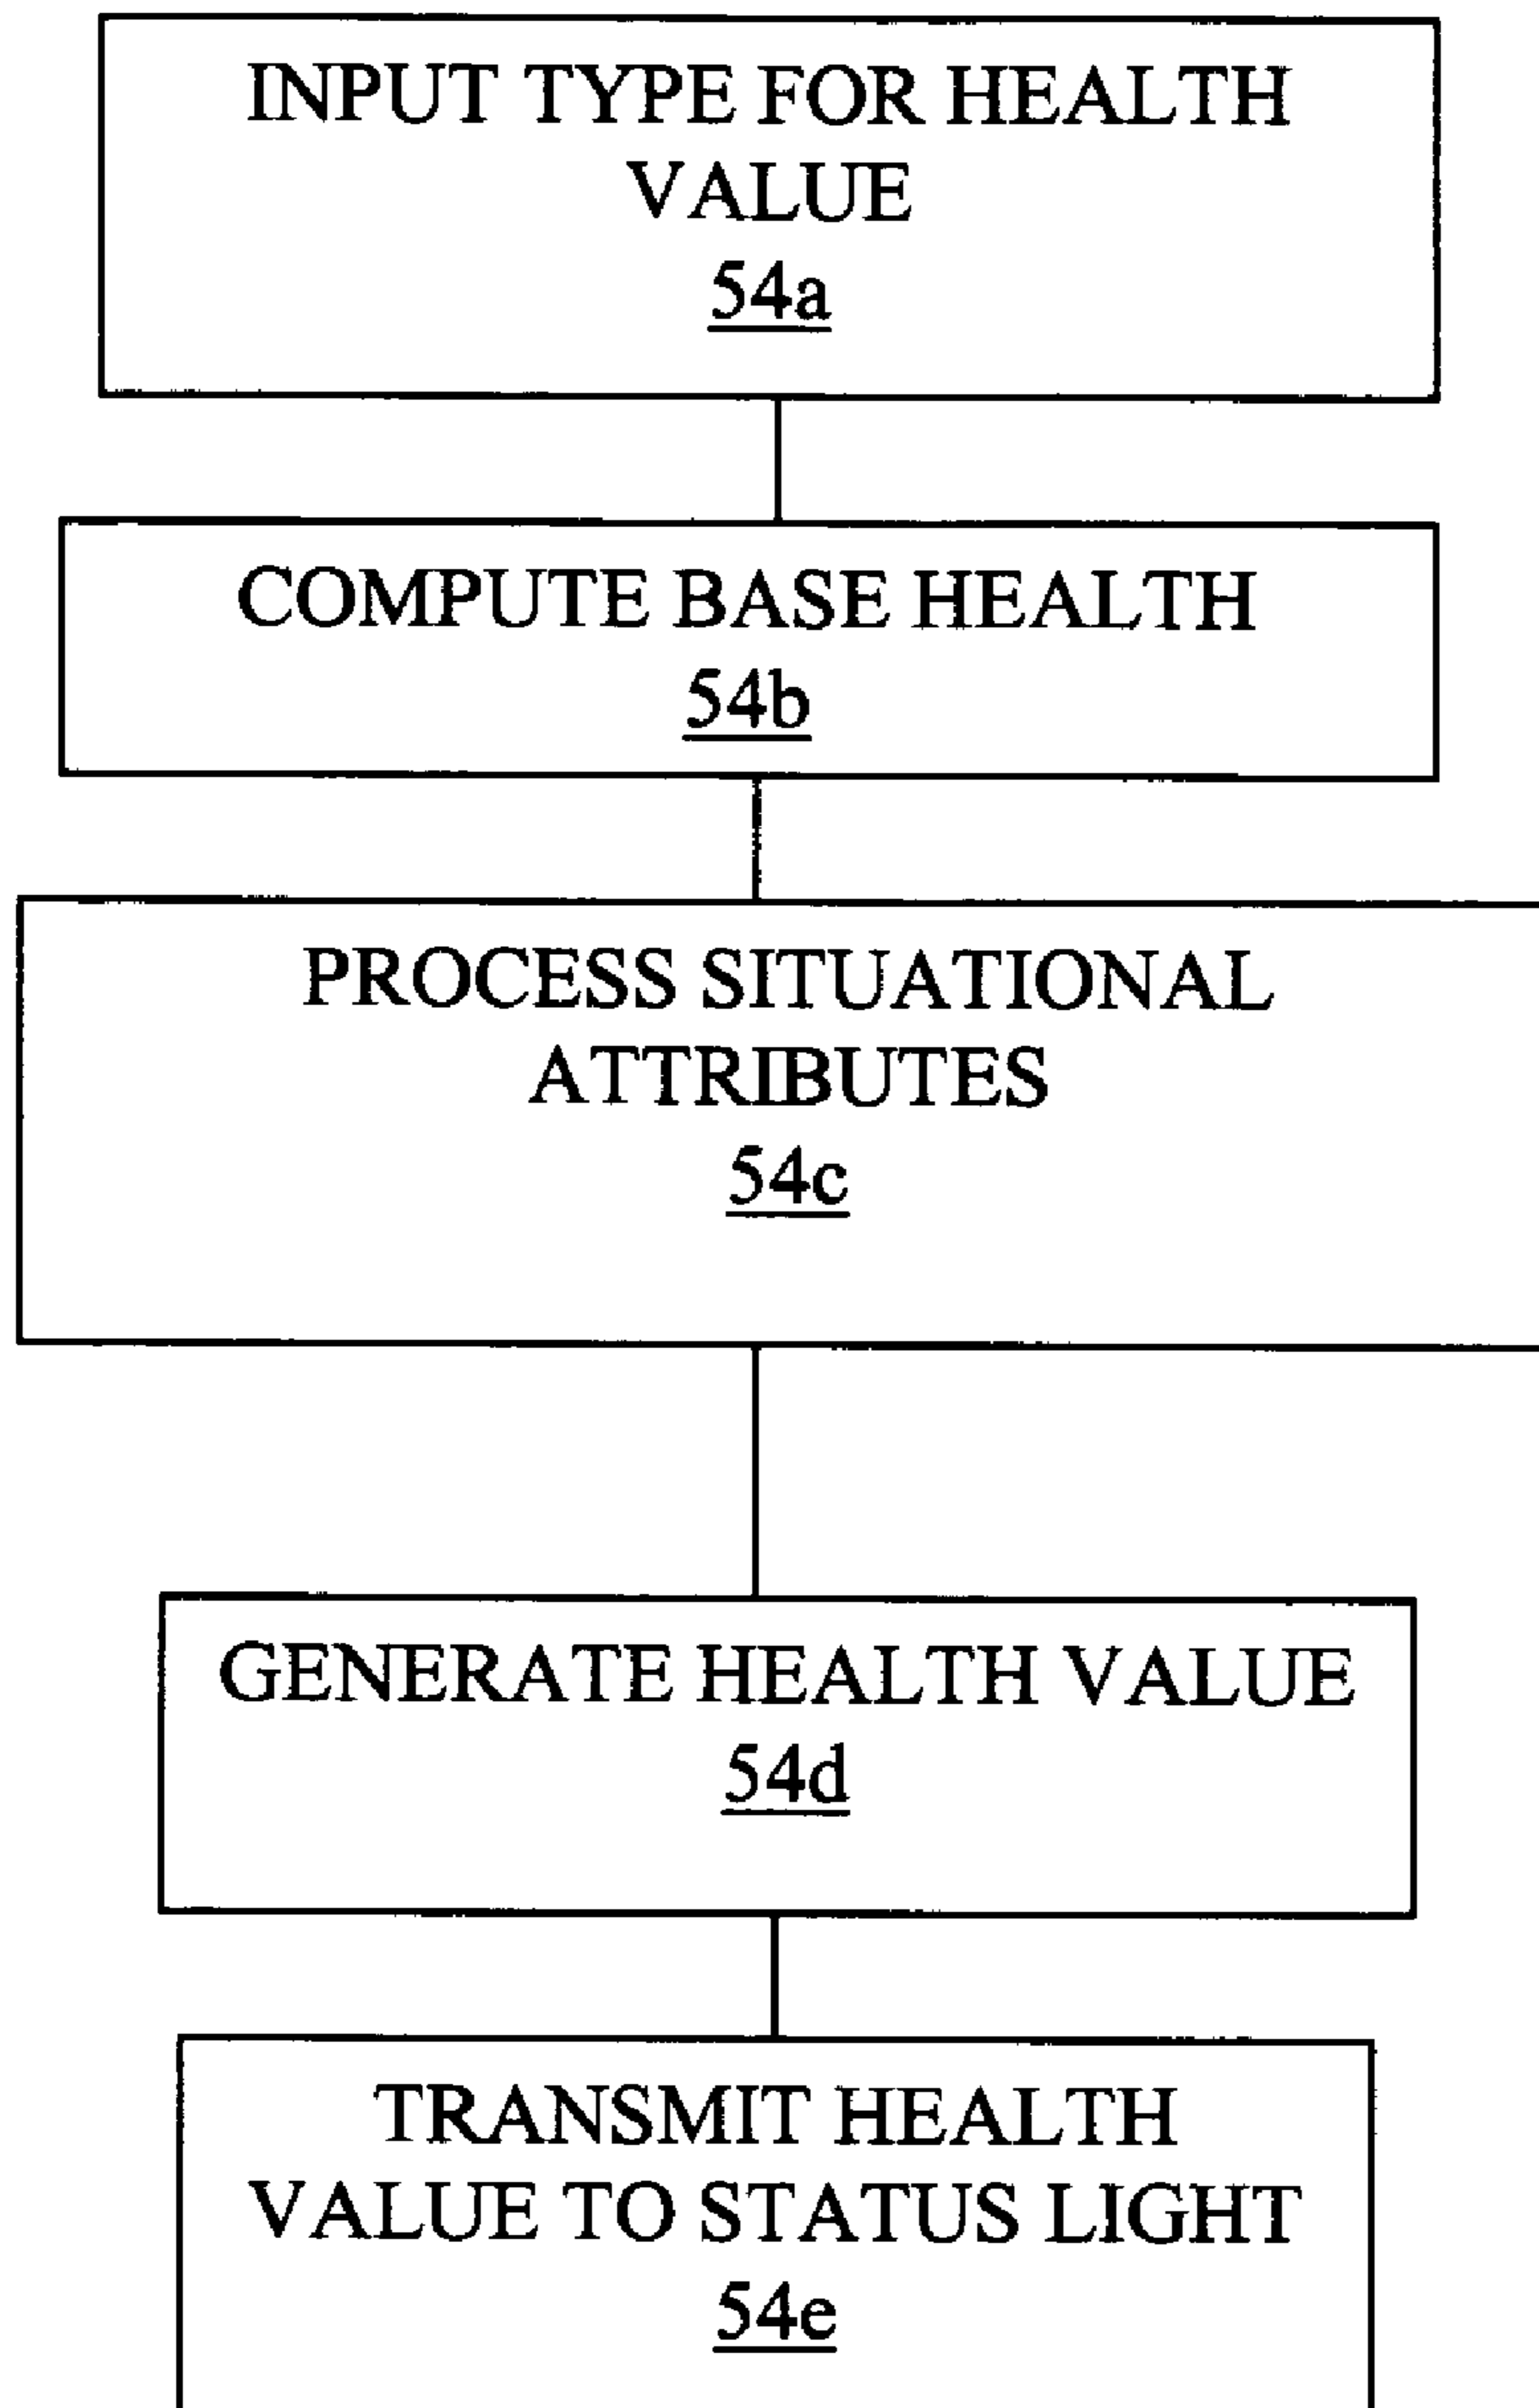 INPUT TYPE FOR HEALTH
VALUE
54a
COMPUTE BASE HEALTH
54b
PROCESS SITUATIONAL
ATTRIBUTES
54c
GENERATE HEALTH VALUE
54d
TRANSMIT HEALTH
VALUE TO STATUS LIGHT
54e